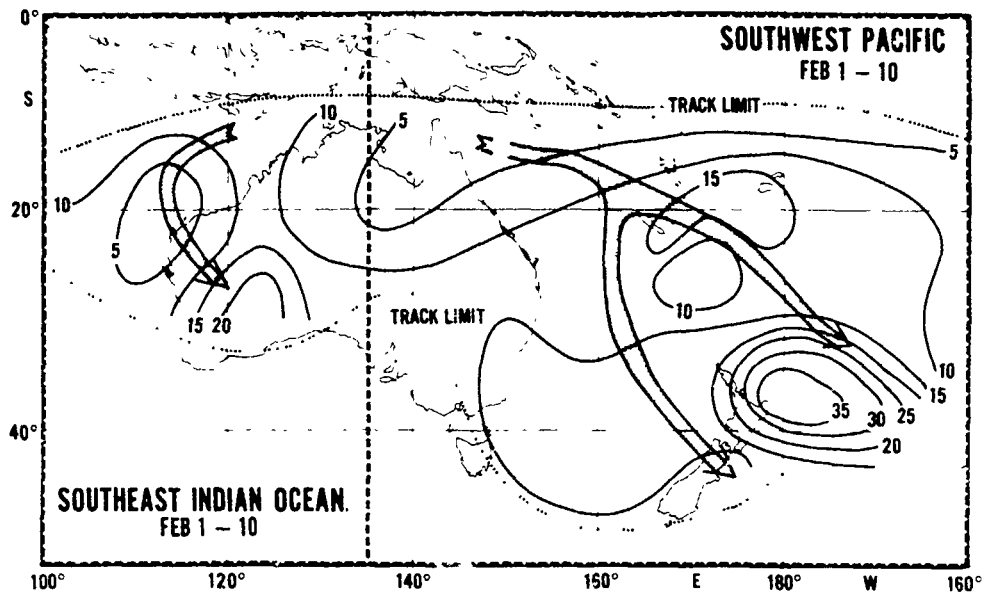 0°
SOUTHWEST PACIFIC
FEB 1 – 10
S
TRACK LIMIT
10
5
5
15
10
20°
5
10
15 20
TRACK LIMIT
10
15
35
30
25
20
40°
SOUTHEAST INDIAN OCEAN.
FEB 1 – 10
100° 120° 140° 150° E 180° W 160°